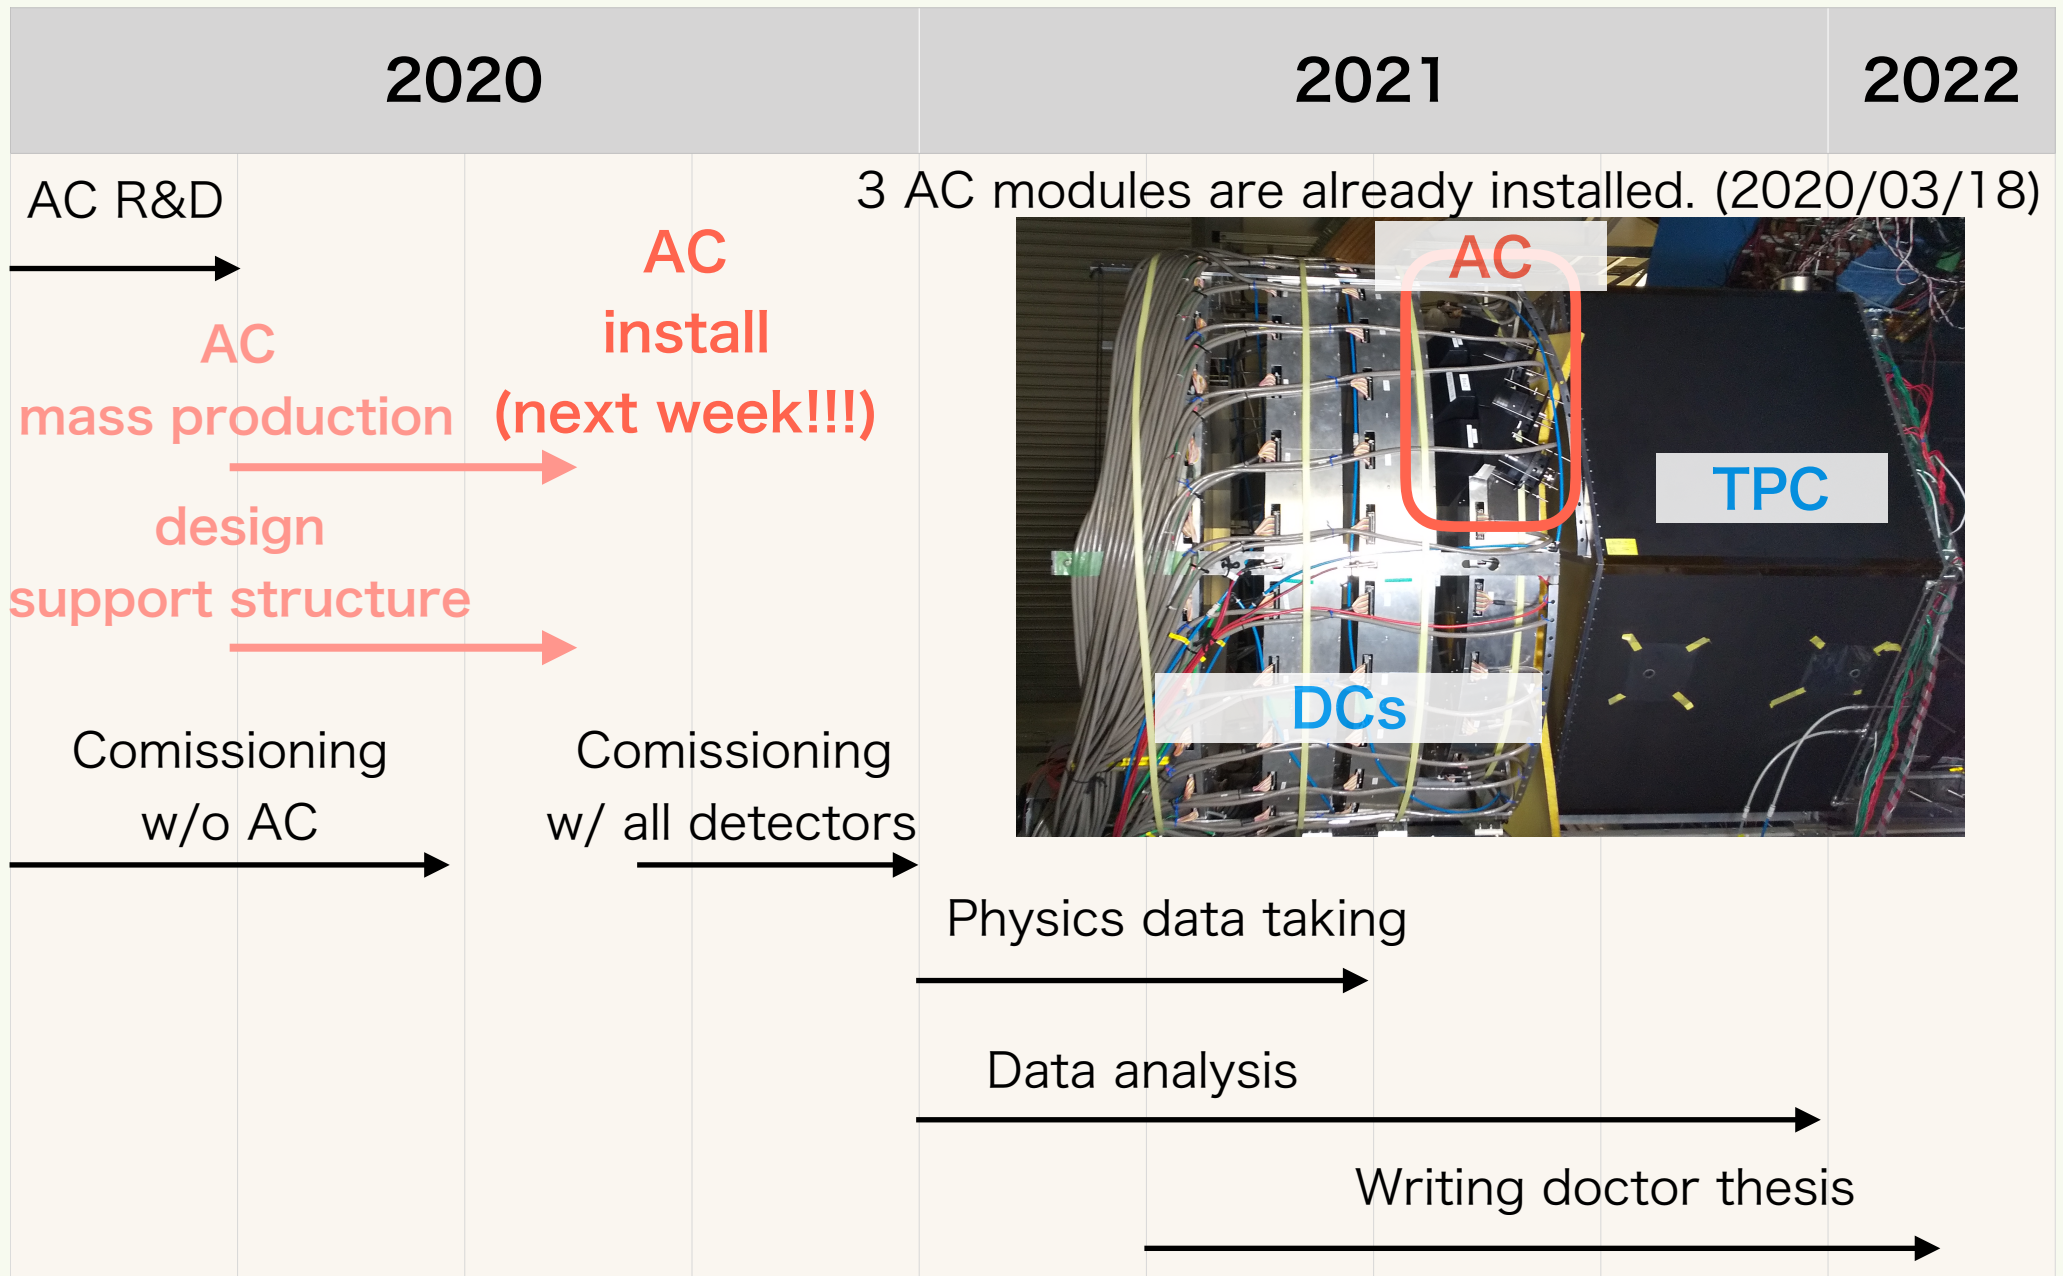 2020
2021
2022
AC R&D
3 AC modules are already installed. (2020/03/18)
AC
install
(next week!!!)
AC
mass production
design
support structure
AC
TPC
DCs
Comissioning
w/o AC
Comissioning
w/ all detectors
Physics data taking
Data analysis
Writing doctor thesis